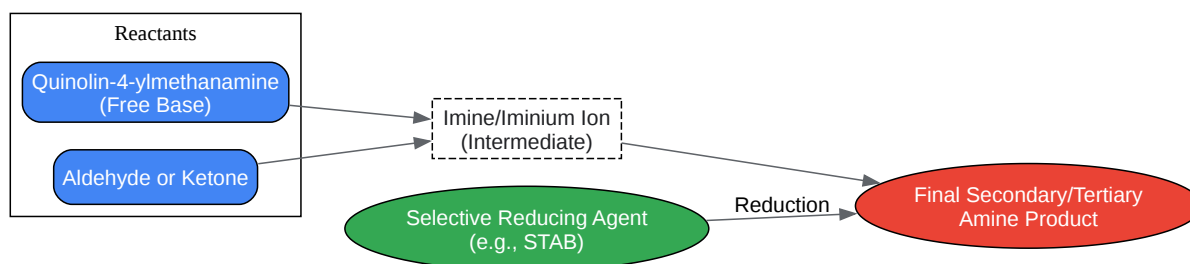 Reactants
Quinolin-4-ylmethanamine
(Free Base)
Aldehyde or Ketone
Imine/Iminium Ion
(Intermediate)
Selective Reducing Agent
(e.g., STAB)
Reduction
Final Secondary/Tertiary
Amine Product